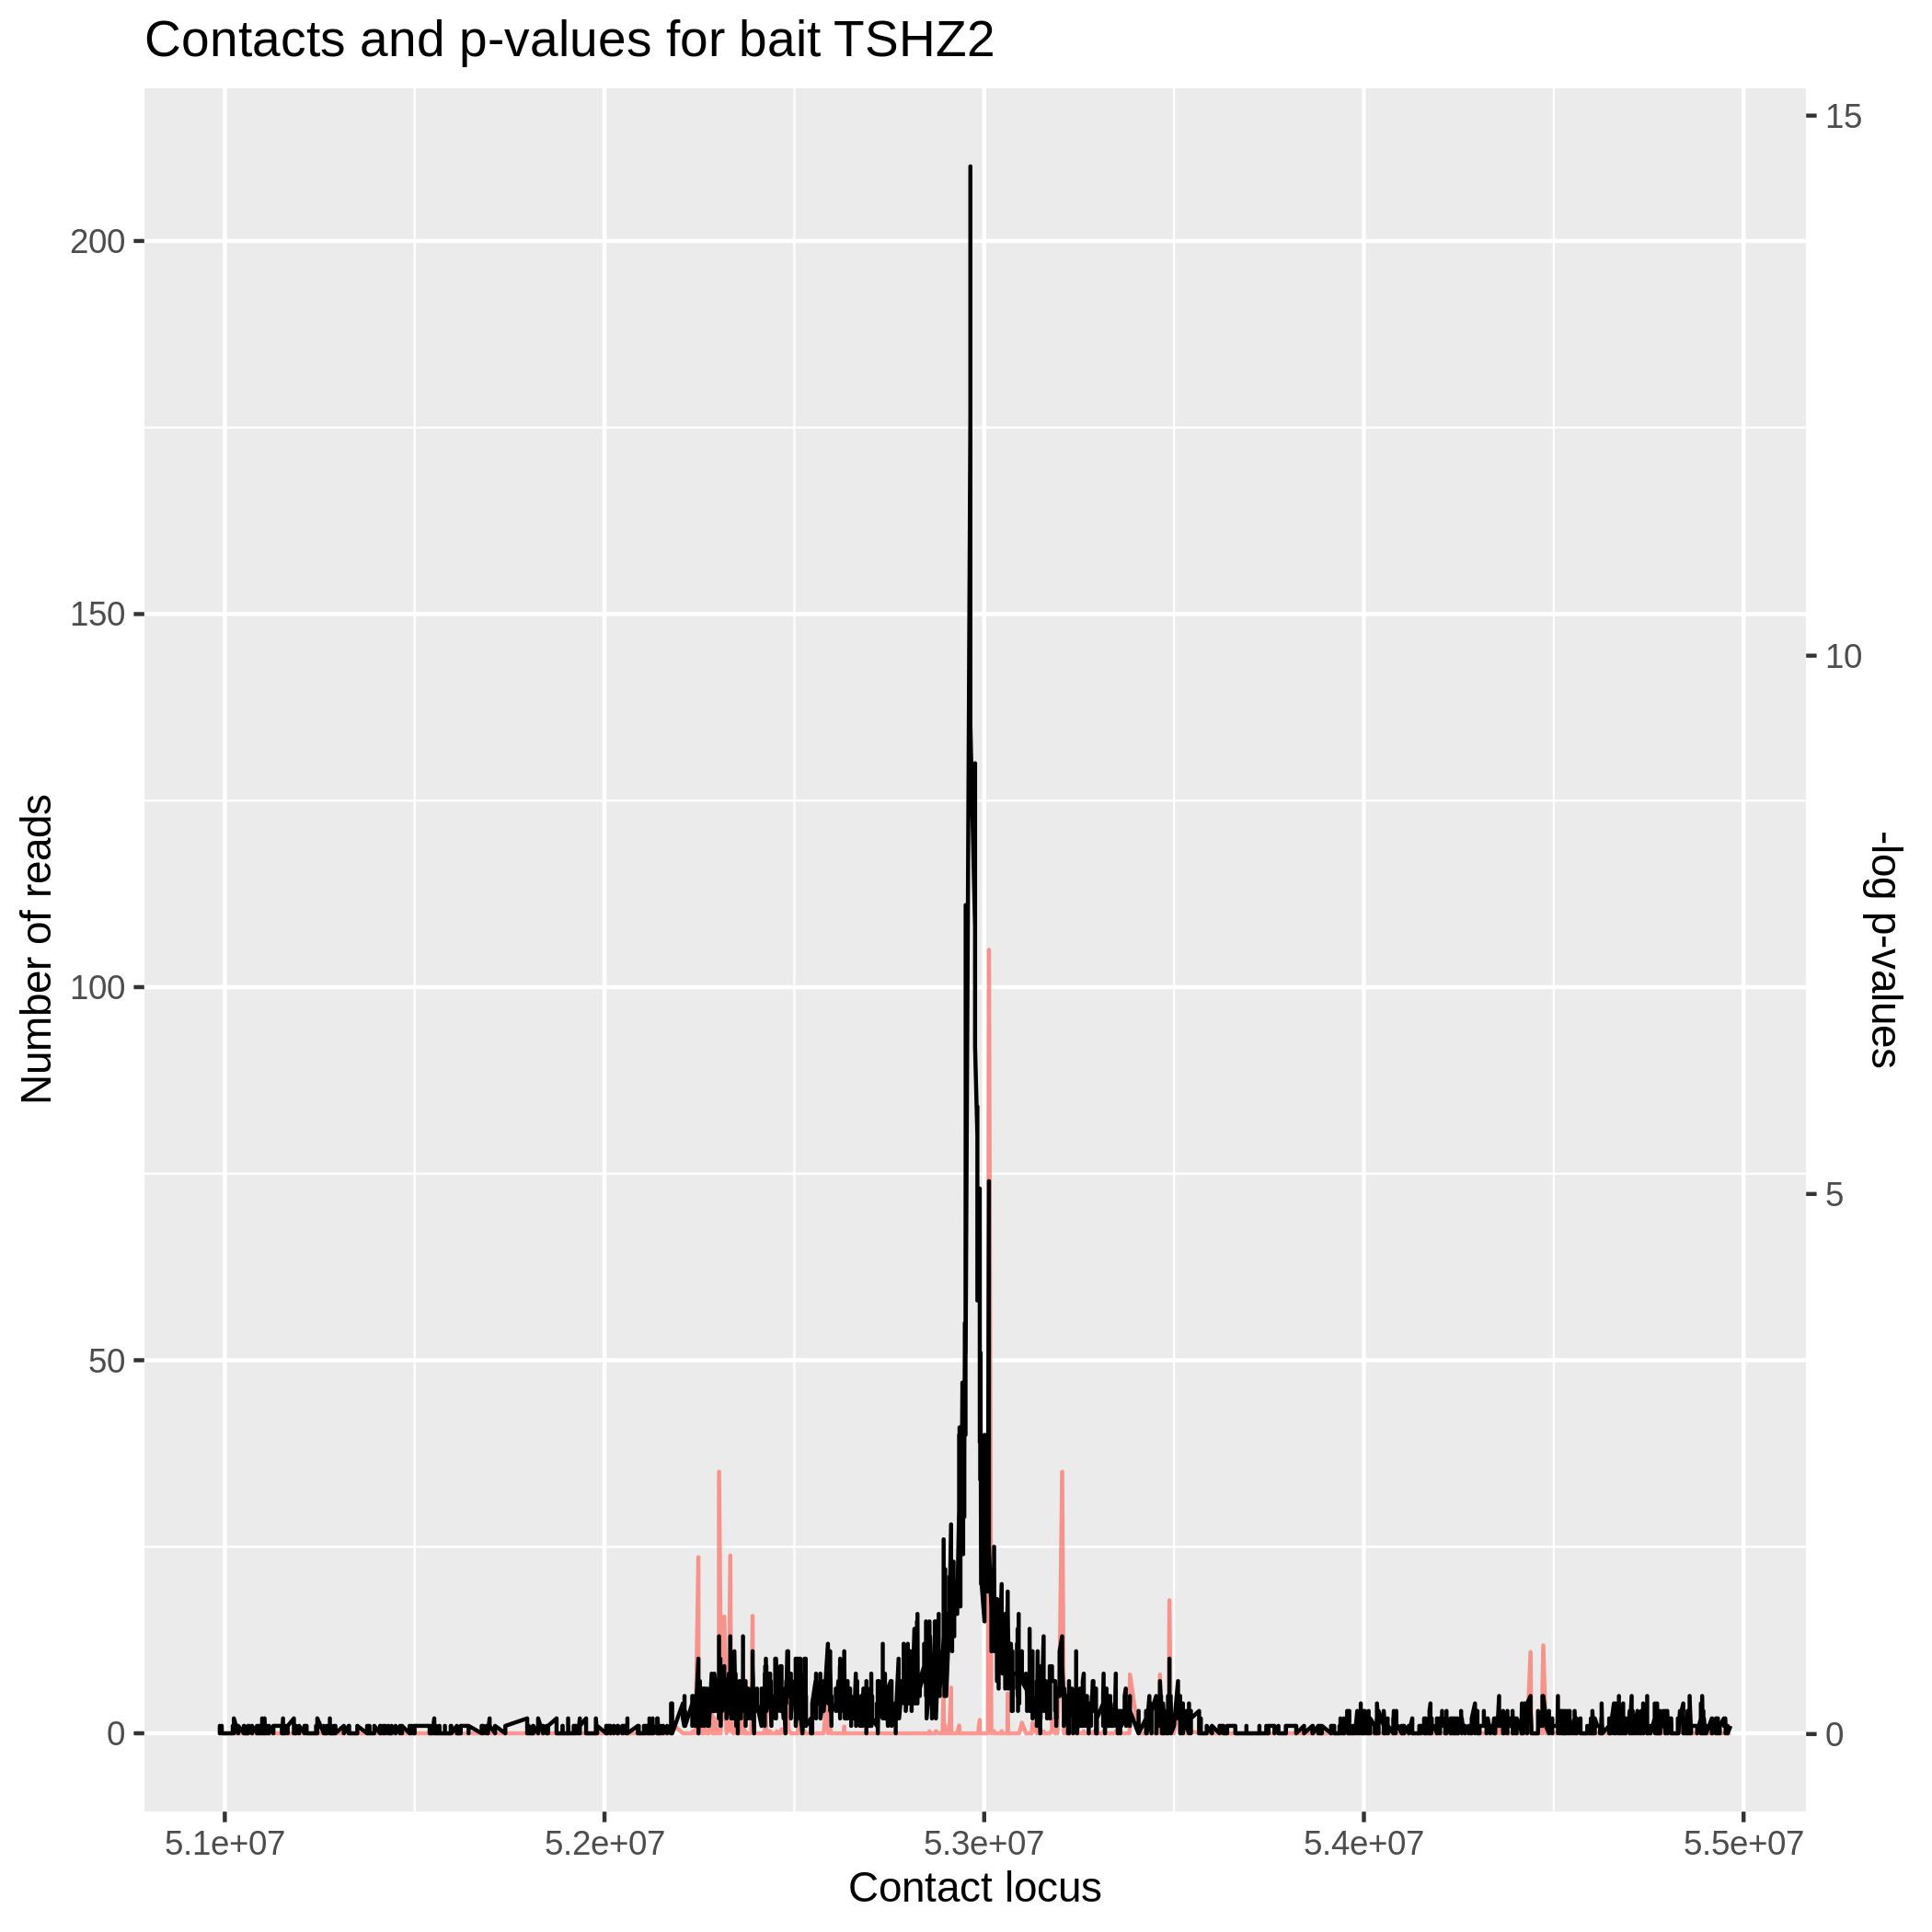 Contacts and p-values for bait TSHZ2
Number of reads
200
150
100
50
0
15
10
5
0
-log p-values
5.1e+07
5.2e+07
5.3e+07
5.4e+07
5.5e+07
Contact locus